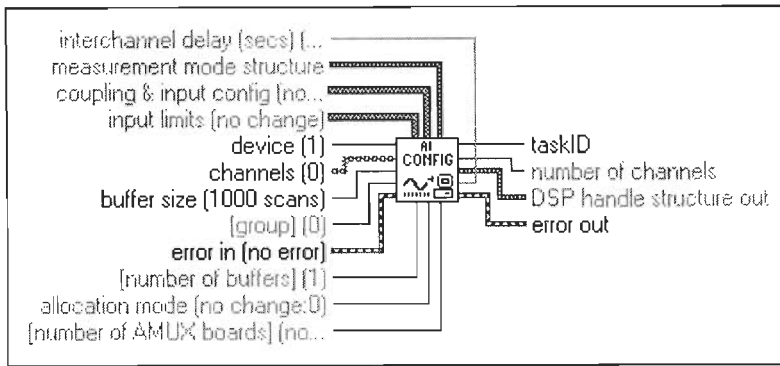 interchannel delay (secs) (...
measurement mode structure
coupling & input config (no...
input limits (no change)
device (1)
channels (0)
buffer size (1000 scans)
[group] (0)
error in (no error)
[number of buffers] (1)
allocation mode (no change:0)
[number of AMUX boards] (no...
AI
CONFIG
taskID
number of channels
DSP handle structure out
error out